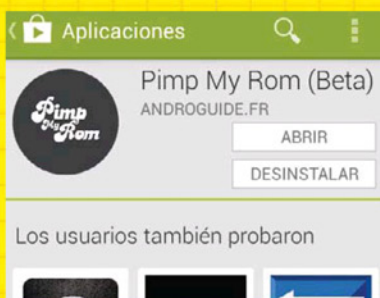 Aplicaciones
Pimp My Rom (Beta)
ANDROGUIDE.FR
Pimp
My
Rom
ABRIR
DESINSTALAR
Los usuarios también probaron